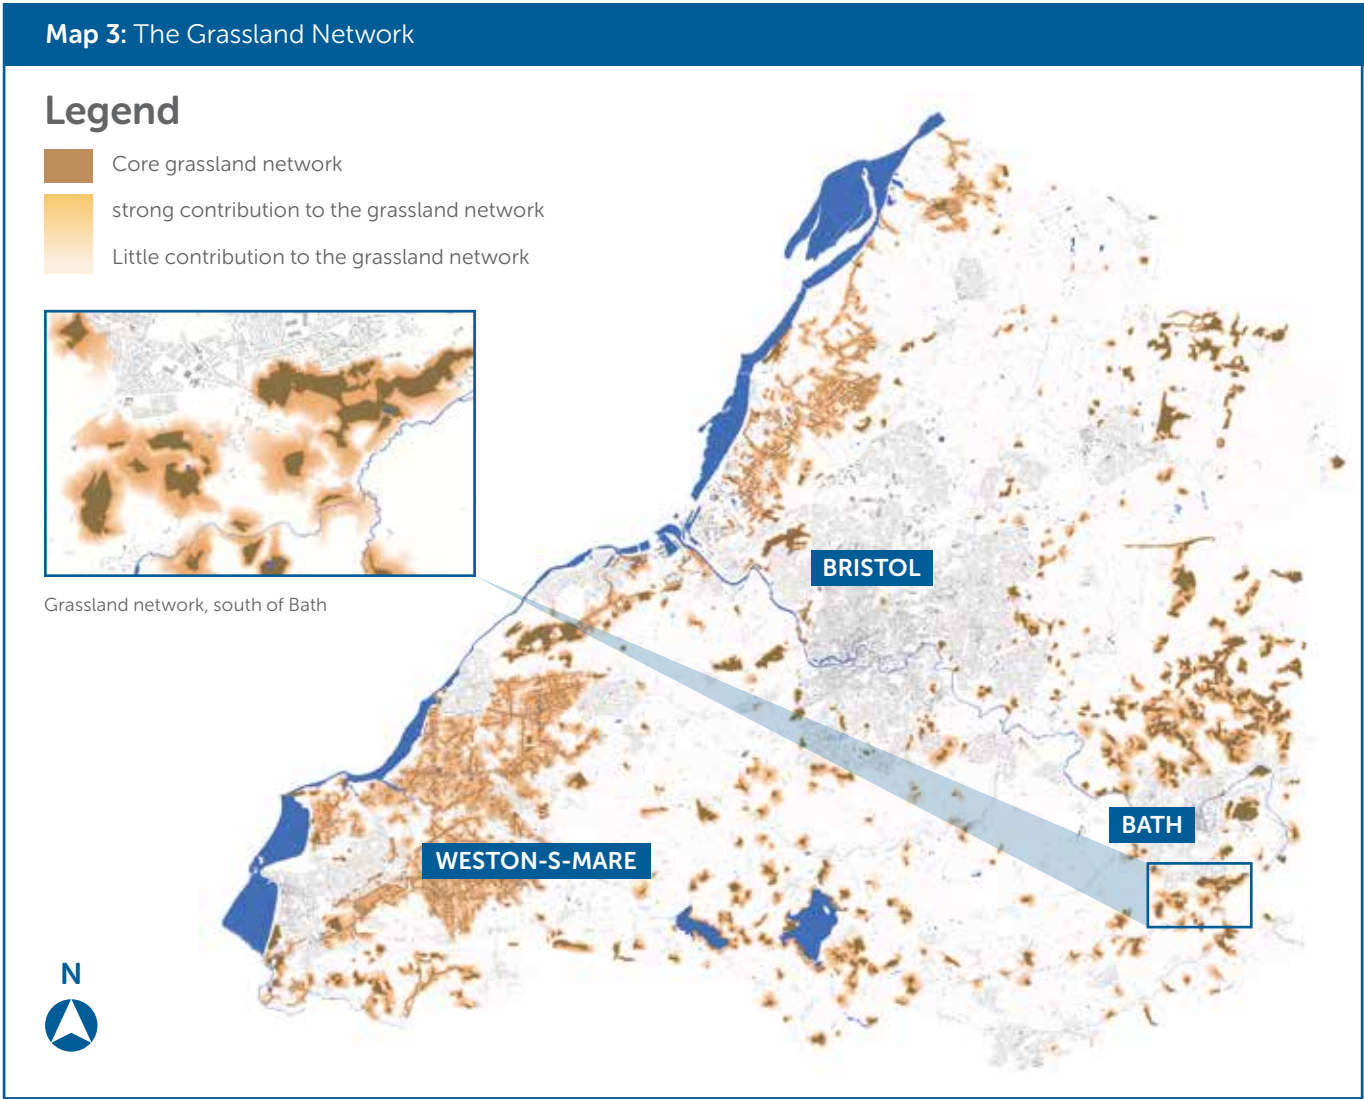 Map 3: The Grassland Network
Legend
Core grassland network
strong contribution to the grassland network
Little contribution to the grassland network
Grassland network, south of Bath
BRISTOL
BATH
WESTON-S-MARE
N